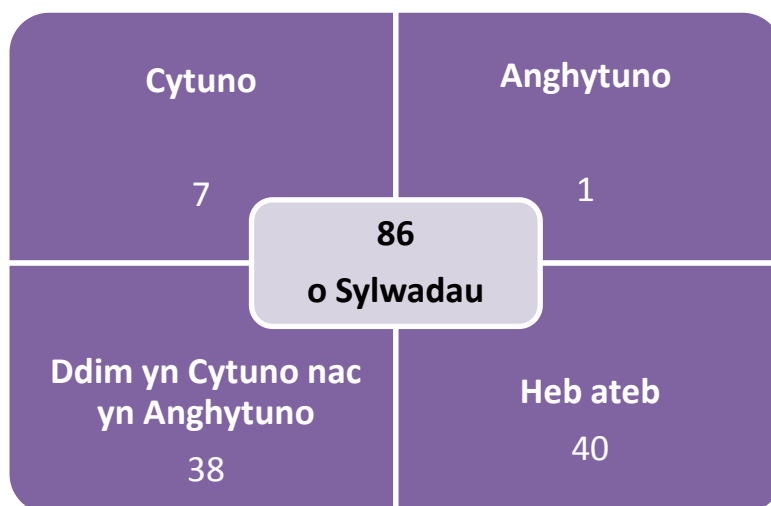 Cytuno
7
Anghytuno
1
86
o Sylwadau
Ddim yn Cytuno nac
yn Anghytuno
38
Heb ateb
40